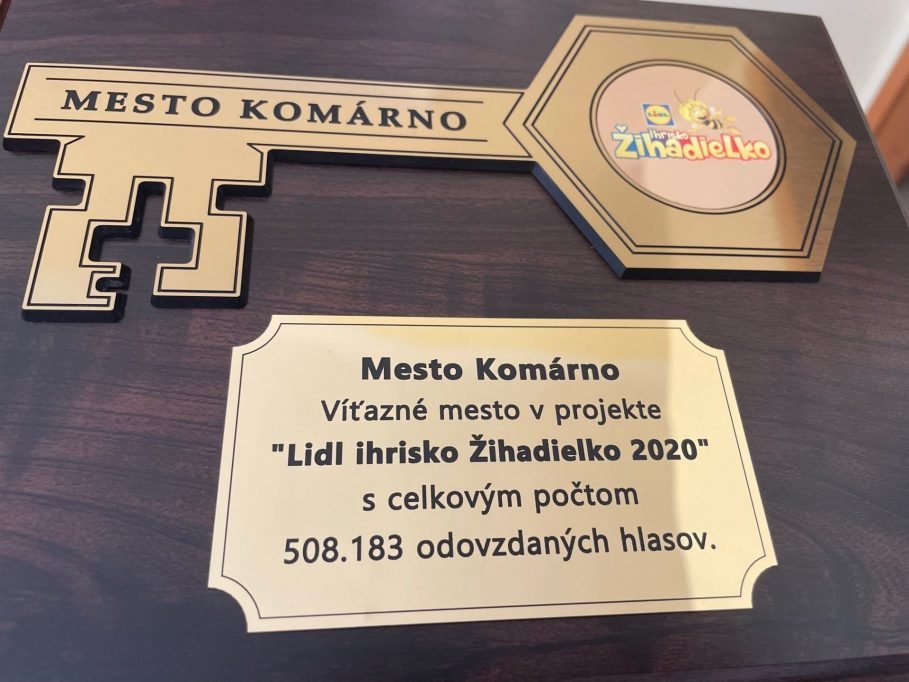 MESTO KOMÁRNO
LIDL
Ihrisko
Žihadielko
Mesto Komárno
Víťazné mesto v projekte
"Lidl ihrisko Žihadielko 2020"
s celkovým počtom
508.183 odovzdaných hlasov.